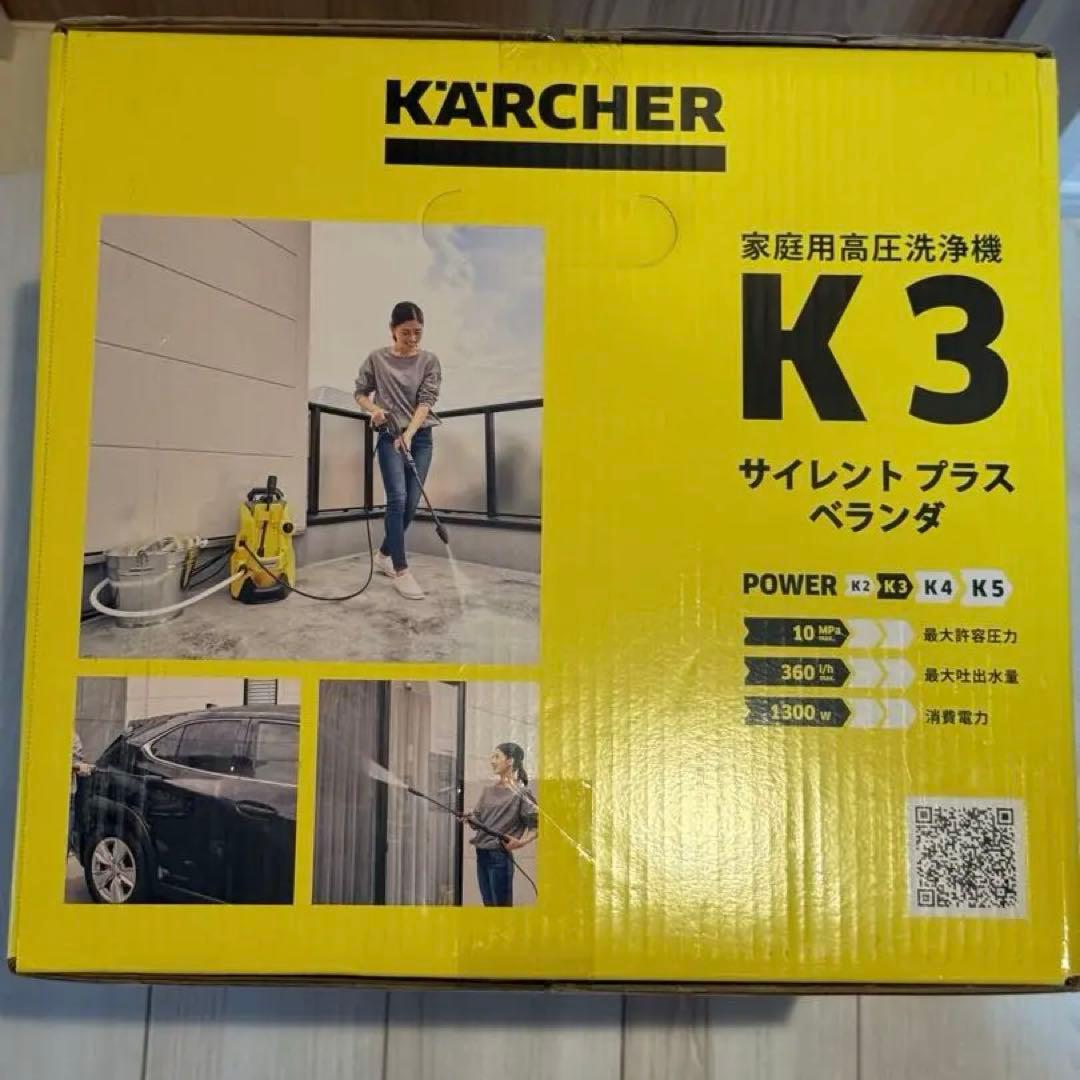 KÄRCHER
家庭用高圧洗浄機
K 3
サイレント プラス
ベランダ
POWER K2 K3 K4 K5
10 MPa max. 最大許容圧力
360 l/h max. 最大吐出水量
1300 W 消費電力